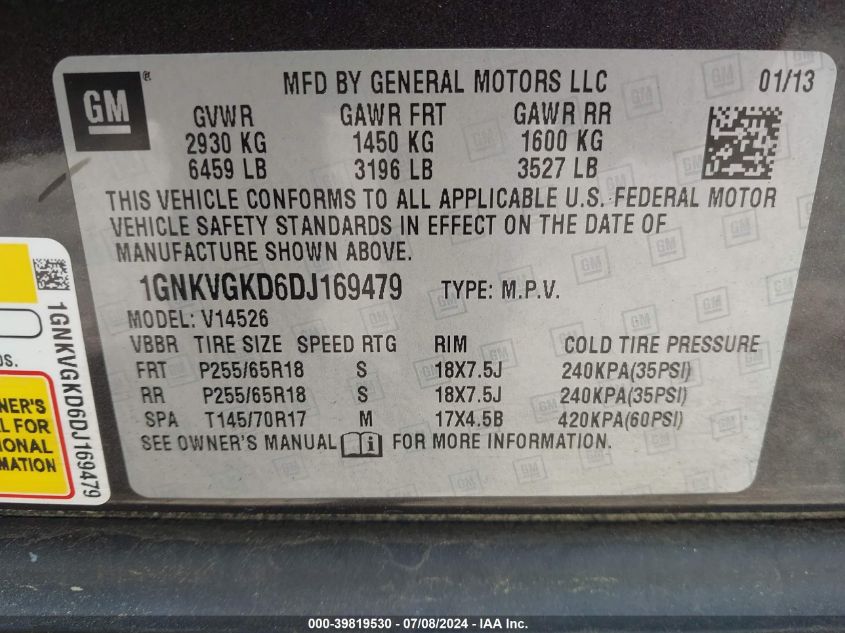 GM ®
MFD BY GENERAL MOTORS LLC 01/13
GVWR GAWR FRT GAWR RR
2930 KG 1450 KG 1600 KG
6459 LB 3196 LB 3527 LB
THIS VEHICLE CONFORMS TO ALL APPLICABLE U.S. FEDERAL MOTOR
VEHICLE SAFETY STANDARDS IN EFFECT ON THE DATE OF
MANUFACTURE SHOWN ABOVE.
1GNKVGKD6DJ169479 TYPE: M.P.V.
MODEL: V14526
VBBR TIRE SIZE SPEED RTG RIM COLD TIRE PRESSURE
FRT P255/65R18 S 18X7.5J 240KPA(35PSI)
RR P255/65R18 S 18X7.5J 240KPA(35PSI)
SPA T145/70R17 M 17X4.5B 420KPA(60PSI)
SEE OWNER'S MANUAL i FOR MORE INFORMATION.
1GNKVGKD6DJ169479
NER'S
L FOR
IONAL
MATION
000-39819530 - 07/08/2024 - IAA Inc.